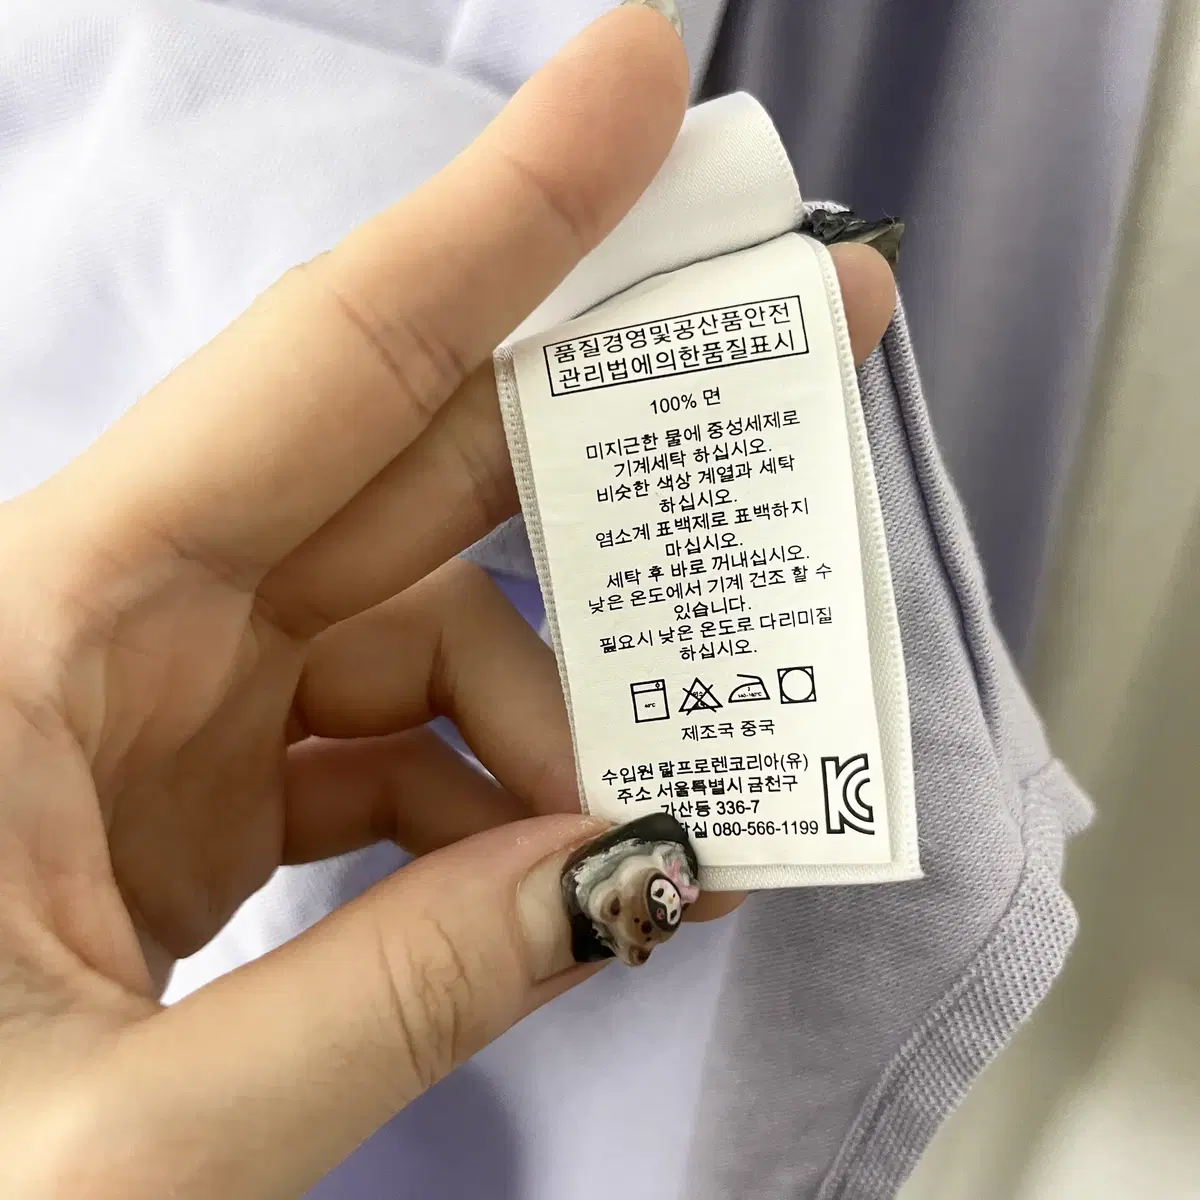 품질경영및공산품안전
관리법에의한품질표시
100% 면
미지근한 물에 중성세제로
기계세탁 하십시오.
비슷한 색상 계열과 세탁
하십시오.
염소계 표백제로 표백하지
마십시오.
세탁 후 바로 꺼내십시오.
낮은 온도에서 기계 건조 할 수
있습니다.
필요시 낮은 온도로 다리미질
하십시오.
40℃
제조국 중국
수입원 랄프로렌코리아(유)
주소 서울특별시 금천구
가산동 336-7
080-566-1199
KC